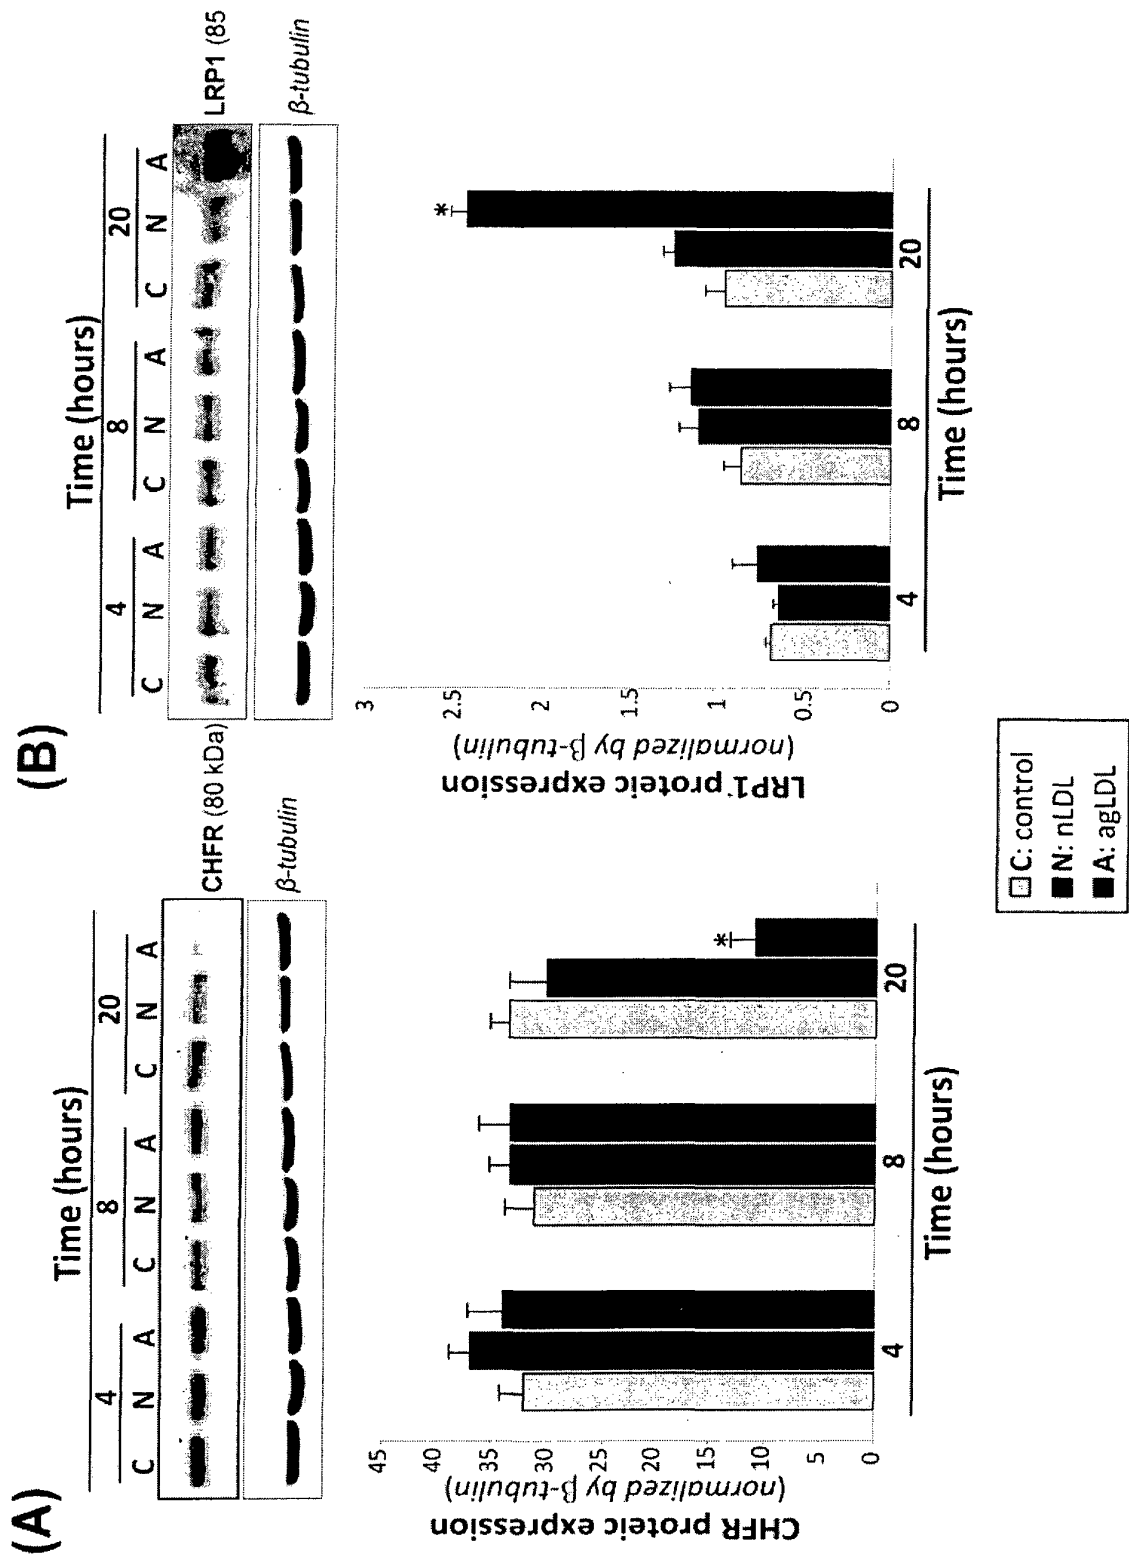 (A)
Time (hours)
4 8 20
C N A C N A C N A
CHFR (80 kDa)
β-tubulin
CHFR proteic expression
(normalized by β-tubulin)
45
40
35
30
25
20
15
10
5
0
*
4 8 20
Time (hours)
(B)
Time (hours)
4 8 20
C N A C N A C N A
LRP1 (85
β-tubulin
LRP1 proteic expression
(normalized by β-tubulin)
3
2.5
2
1.5
1
0.5
0
*
4 8 20
Time (hours)
C: control
N: nLDL
A: agLDL